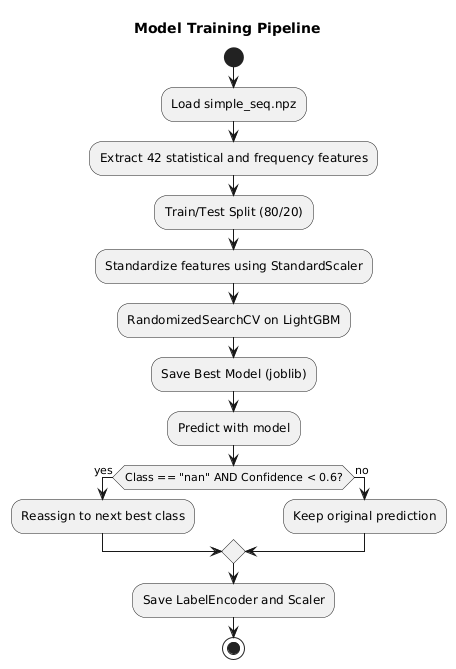 Model Training Pipeline
Load simple_seq.npz
Extract 42 statistical and frequency features
Train/Test Split (80/20)
Standardize features using StandardScaler
RandomizedSearchCV on LightGBM
Save Best Model (joblib)
Predict with model
yes
Class == "nan" AND Confidence < 0.6?
no
Reassign to next best class
Keep original prediction
Save LabelEncoder and Scaler